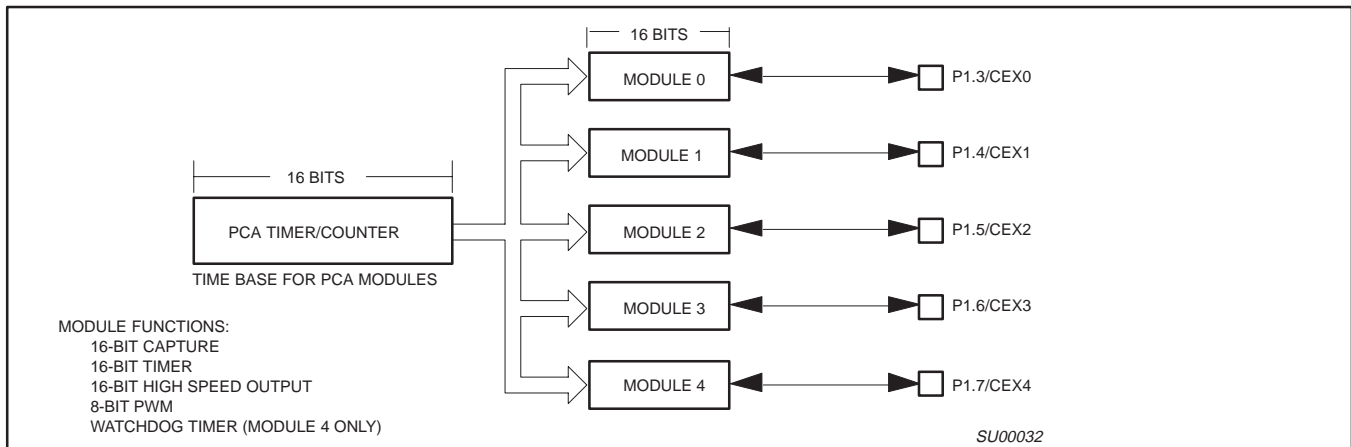 16 BITS
MODULE 0
P1.3/CEX0
MODULE 1
P1.4/CEX1
16 BITS
PCA TIMER/COUNTER
MODULE 2
P1.5/CEX2
TIME BASE FOR PCA MODULES
MODULE 3
P1.6/CEX3
MODULE FUNCTIONS:
16-BIT CAPTURE
16-BIT TIMER
16-BIT HIGH SPEED OUTPUT
8-BIT PWM
WATCHDOG TIMER (MODULE 4 ONLY)
MODULE 4
P1.7/CEX4
SU00032